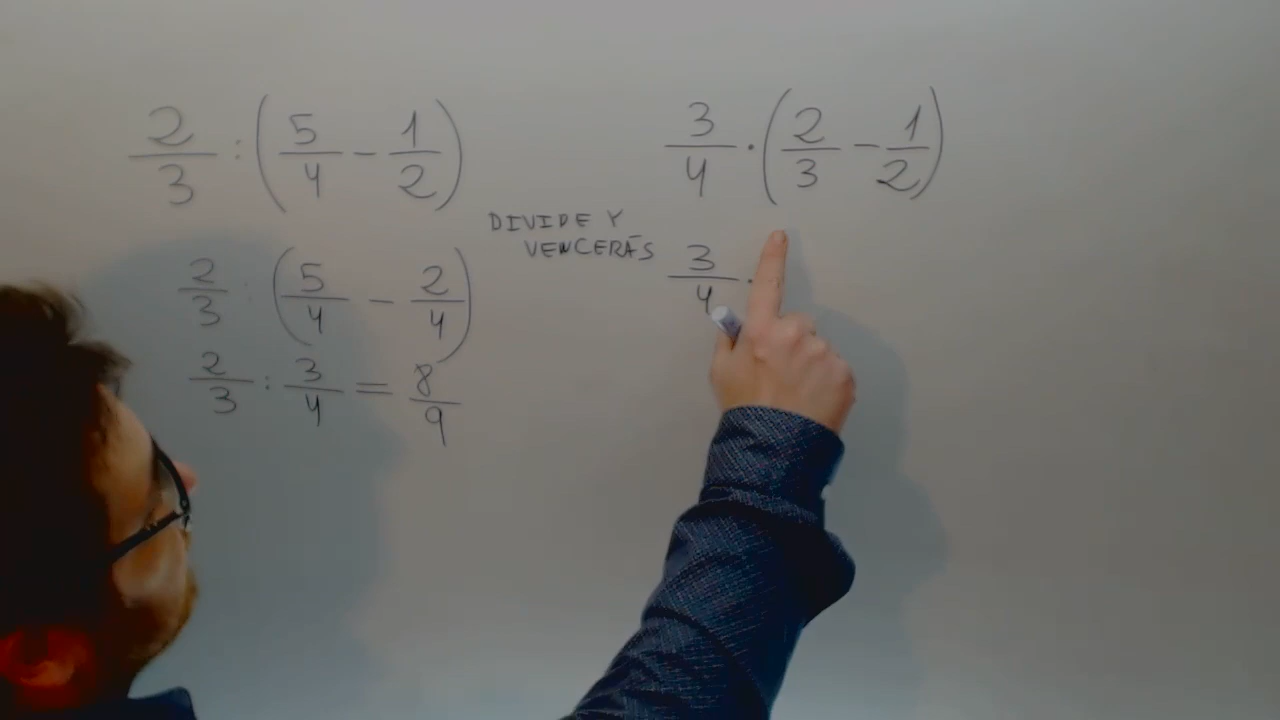 2/3 : (5/4 - 1/2)
2/3 : (5/4 - 2/4)
2/3 : 3/4 = 8/9
DIVIDE Y
VENCERÁS
3/4 · (2/3 - 1/2)
3/4 ·